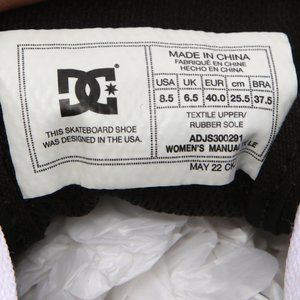 DC
THIS SKATEBOARD SHOE
WAS DESIGNED IN THE USA.
MADE IN CHINA
FABRIQUÉ EN CHINE
HECHO EN CHINA
USA UK EUR cm BRA
8.5 6.5 40.0 25.5 37.5
TEXTILE UPPER/
RUBBER SOLE
ADJS300291
WOMEN'S MANUAL LE
MAY 22